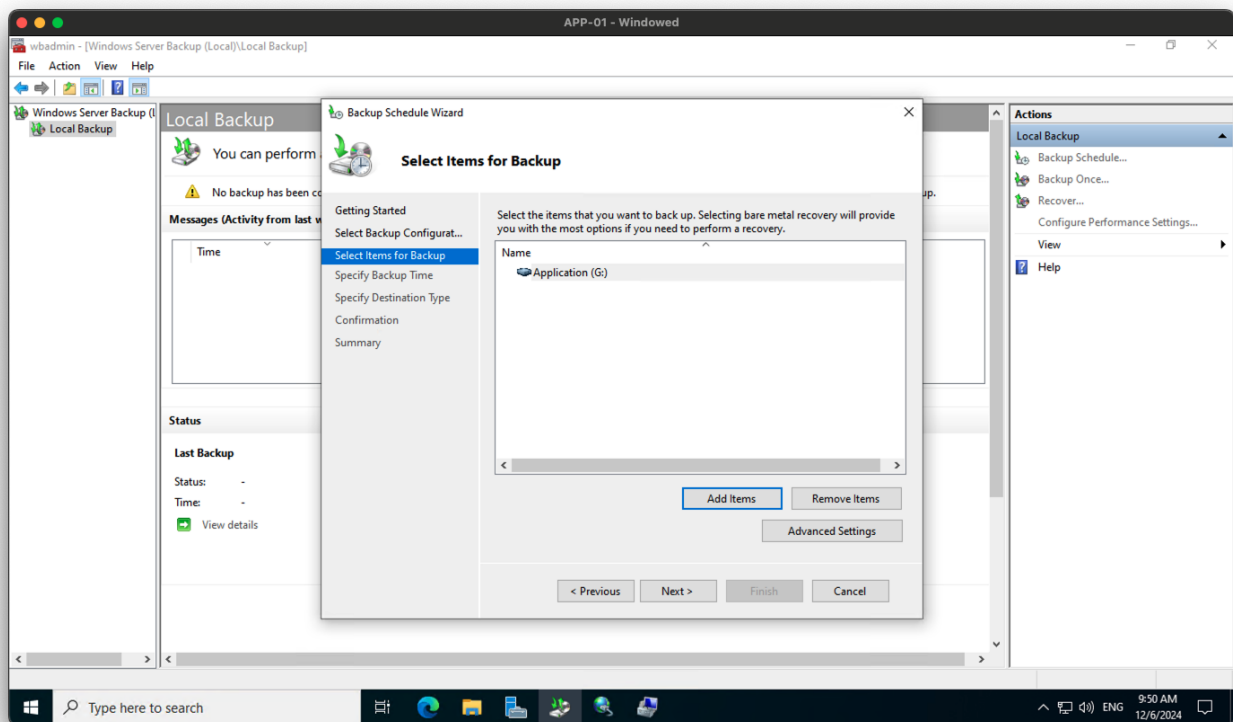 APP-01 - Windowed
wbadmin - [Windows Server Backup (Local)\Local Backup]
File Action View Help
Windows Server Backup (L
Local Backup
Local Backup
You can perform
No backup has been co
up.
Messages (Activity from last w
Time
Status
Last Backup
Status: -
Time: -
View details
Backup Schedule Wizard
Select Items for Backup
Getting Started
Select Backup Configurat...
Select Items for Backup
Specify Backup Time
Specify Destination Type
Confirmation
Summary
Select the items that you want to back up. Selecting bare metal recovery will provide
you with the most options if you need to perform a recovery.
Name
Application (G:)
Add Items Remove Items
Advanced Settings
< Previous Next > Finish Cancel
Actions
Local Backup
Backup Schedule...
Backup Once...
Recover...
Configure Performance Settings...
View
Help
Type here to search
ENG
9:50 AM
12/6/2024